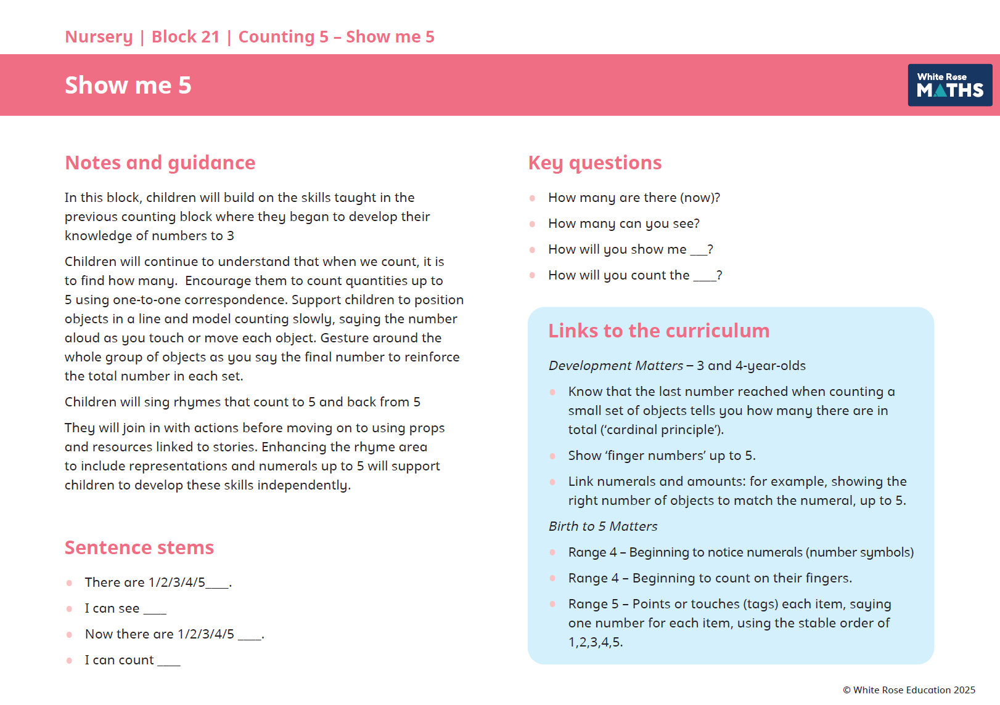 Nursery | Block 21 | Counting 5 – Show me 5
Show me 5
White Rose
MATHS
Notes and guidance
In this block, children will build on the skills taught in the
previous counting block where they began to develop their
knowledge of numbers to 3
Children will continue to understand that when we count, it is
to find how many.  Encourage them to count quantities up to
5 using one-to-one correspondence. Support children to position
objects in a line and model counting slowly, saying the number
aloud as you touch or move each object. Gesture around the
whole group of objects as you say the final number to reinforce
the total number in each set.
Children will sing rhymes that count to 5 and back from 5
They will join in with actions before moving on to using props
and resources linked to stories. Enhancing the rhyme area
to include representations and numerals up to 5 will support
children to develop these skills independently.
Sentence stems
• There are 1/2/3/4/5____.
• I can see ____
• Now there are 1/2/3/4/5 ____.
• I can count ____
Key questions
• How many are there (now)?
• How many can you see?
• How will you show me ___?
• How will you count the ____?
Links to the curriculum
Development Matters – 3 and 4-year-olds
• Know that the last number reached when counting a
small set of objects tells you how many there are in
total (‘cardinal principle’).
• Show ‘finger numbers’ up to 5.
• Link numerals and amounts: for example, showing the
right number of objects to match the numeral, up to 5.
Birth to 5 Matters
• Range 4 – Beginning to notice numerals (number symbols)
• Range 4 – Beginning to count on their fingers.
• Range 5 – Points or touches (tags) each item, saying
one number for each item, using the stable order of
1,2,3,4,5.
© White Rose Education 2025